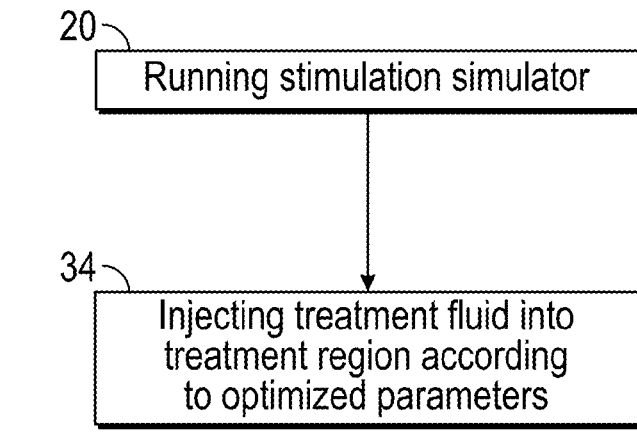 20
Running stimulation simulator
34
Injecting treatment fluid into
treatment region according
to optimized parameters